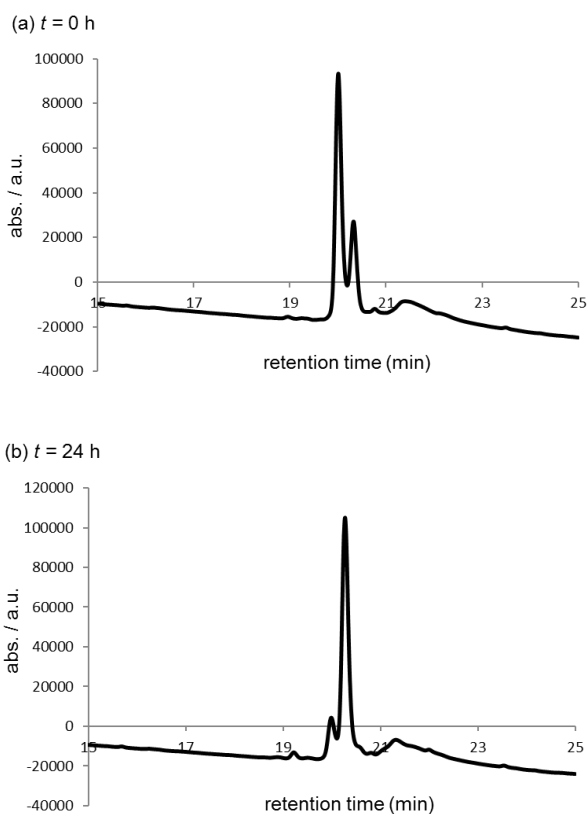 (a) t = 0 h
100000
80000
60000
40000
20000
0
-20000
-40000
15 17 19 21 23 25
abs. / a.u.
retention time (min)
(b) t = 24 h
120000
100000
80000
60000
40000
20000
0
-20000
-40000
15 17 19 21 23 25
abs. / a.u.
retention time (min)